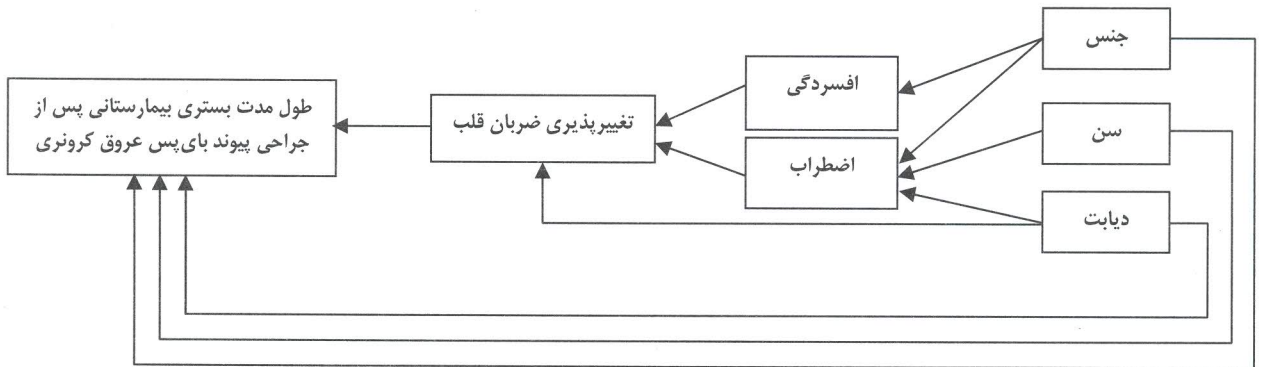 جنس
افسردگی
سن
اضطراب
دیابت
تغییرپذیری ضربان قلب
طول مدت بستری بیمارستانی پس از
جراحی پیوند بای‌پس عروق کرونری